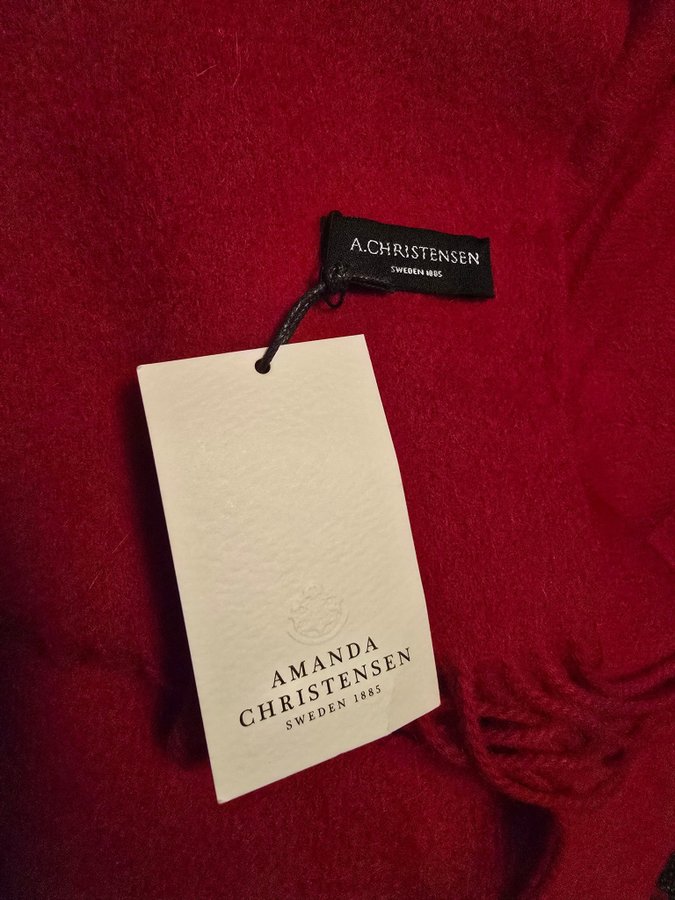 A.CHRISTENSEN
SWEDEN 1885
AMANDA
CHRISTENSEN
SWEDEN 1885